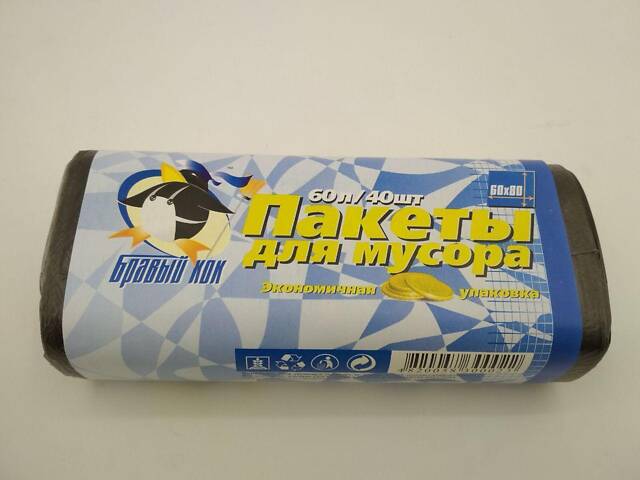 60л/40шт
60х80
Пакеты
для мусора
Бравый кок
Экономичная упаковка